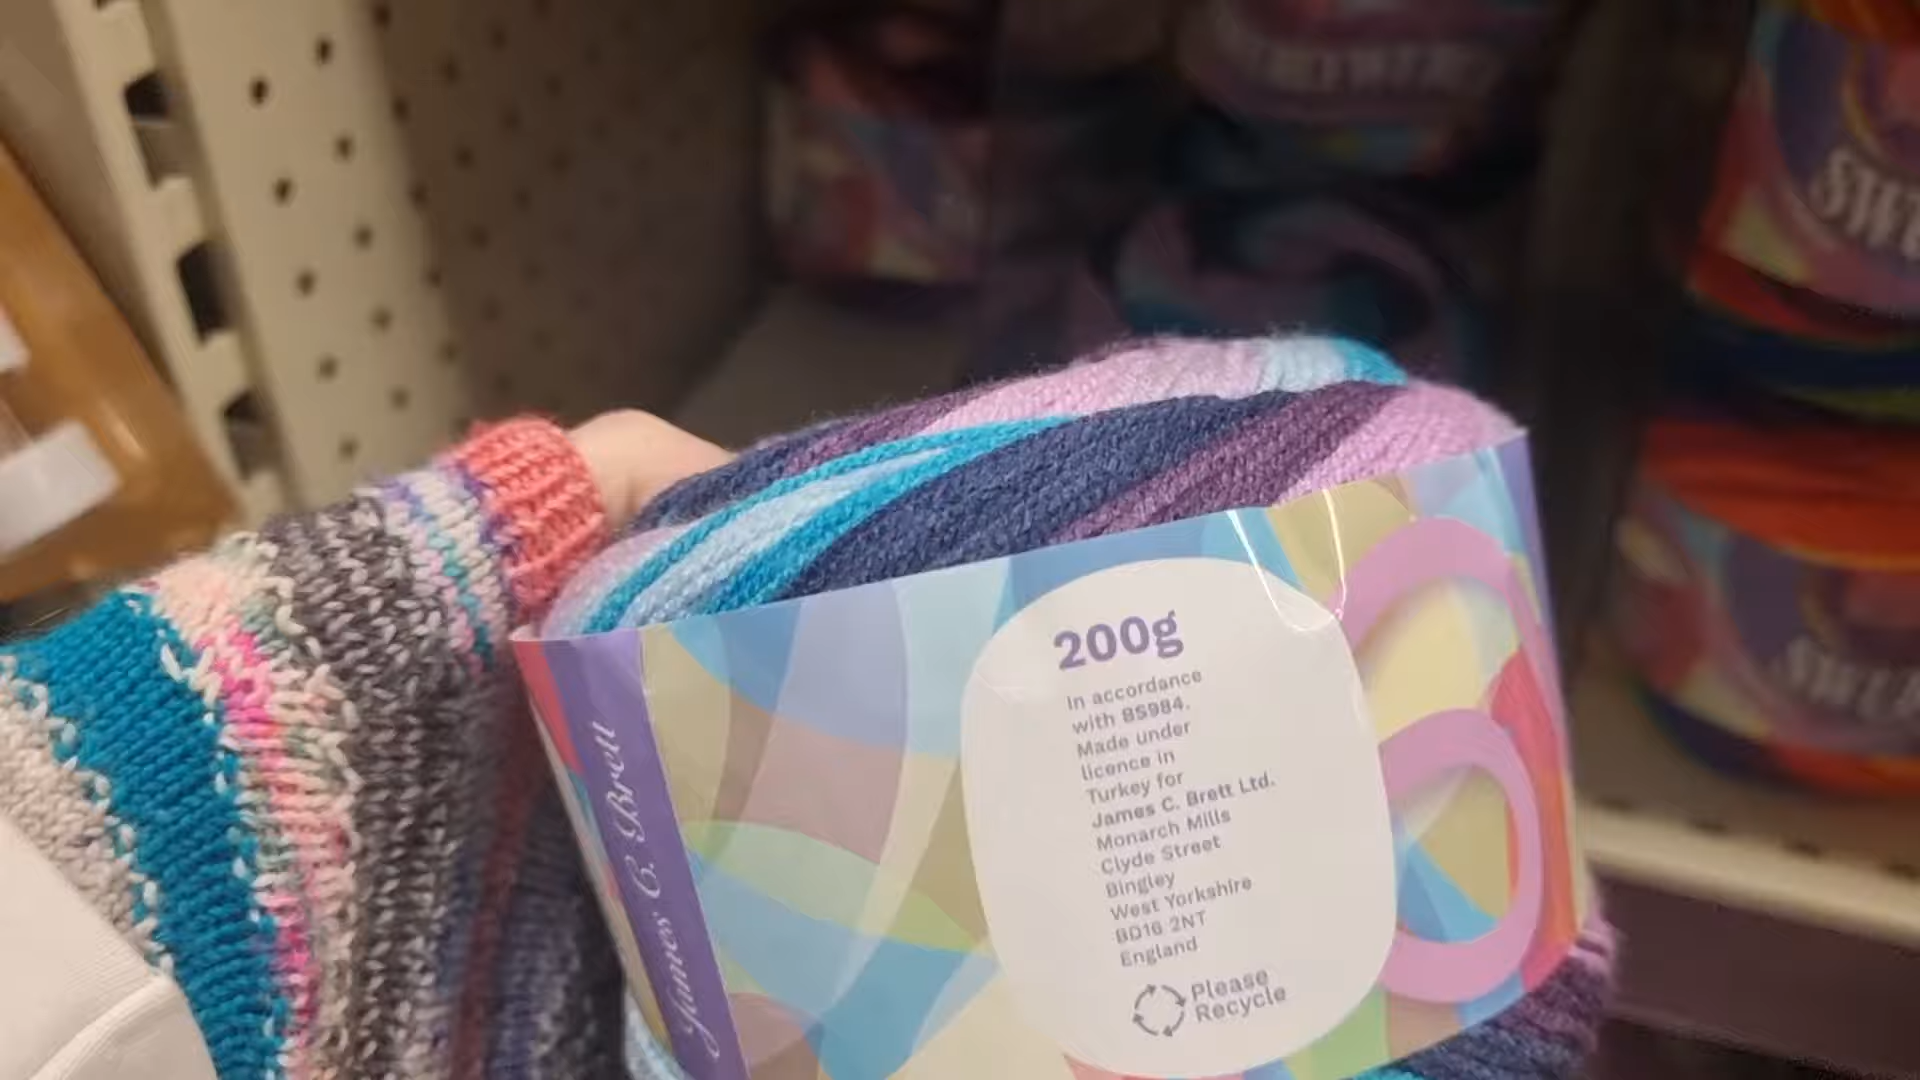 200g
In accordance
with BS984.
Made under
licence in
Turkey for
James C. Brett Ltd.
Monarch Mills
Clyde Street
Bingley
West Yorkshire
BD16 2NT
England
Please
Recycle
James C. Brett